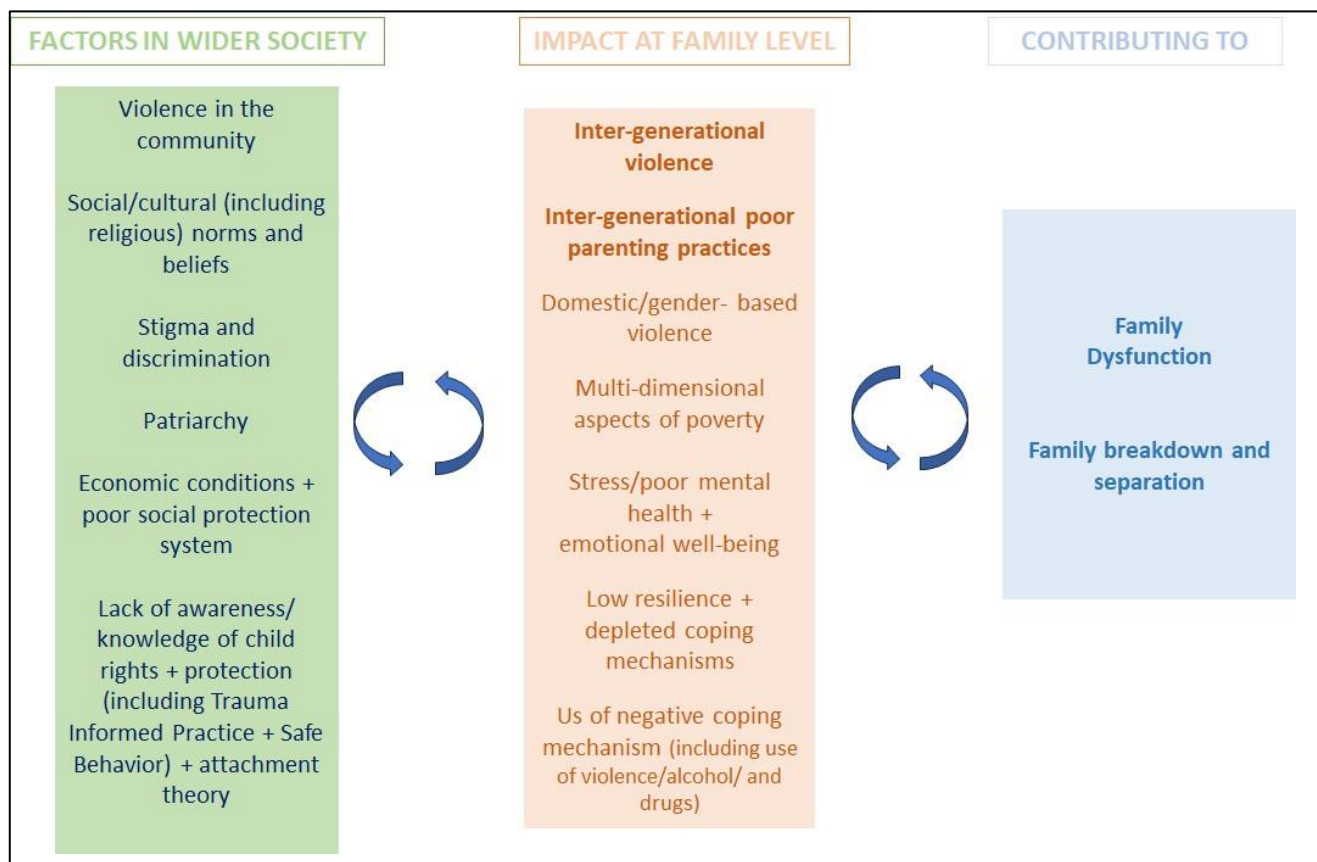 FACTORS IN WIDER SOCIETY
Violence in the
community
Social/cultural (including
religious) norms and
beliefs
Stigma and
discrimination
Patriarchy
Economic conditions +
poor social protection
system
Lack of awareness/
knowledge of child
rights + protection
(including Trauma
Informed Practice + Safe
Behavior) + attachment
theory
IMPACT AT FAMILY LEVEL
Inter-generational
violence
Inter-generational poor
parenting practices
Domestic/gender- based
violence
Multi-dimensional
aspects of poverty
Stress/poor mental
health +
emotional well-being
Low resilience +
depleted coping
mechanisms
Us of negative coping
mechanism (including use
of violence/alcohol/ and
drugs)
CONTRIBUTING TO
Family
Dysfunction
Family breakdown and
separation